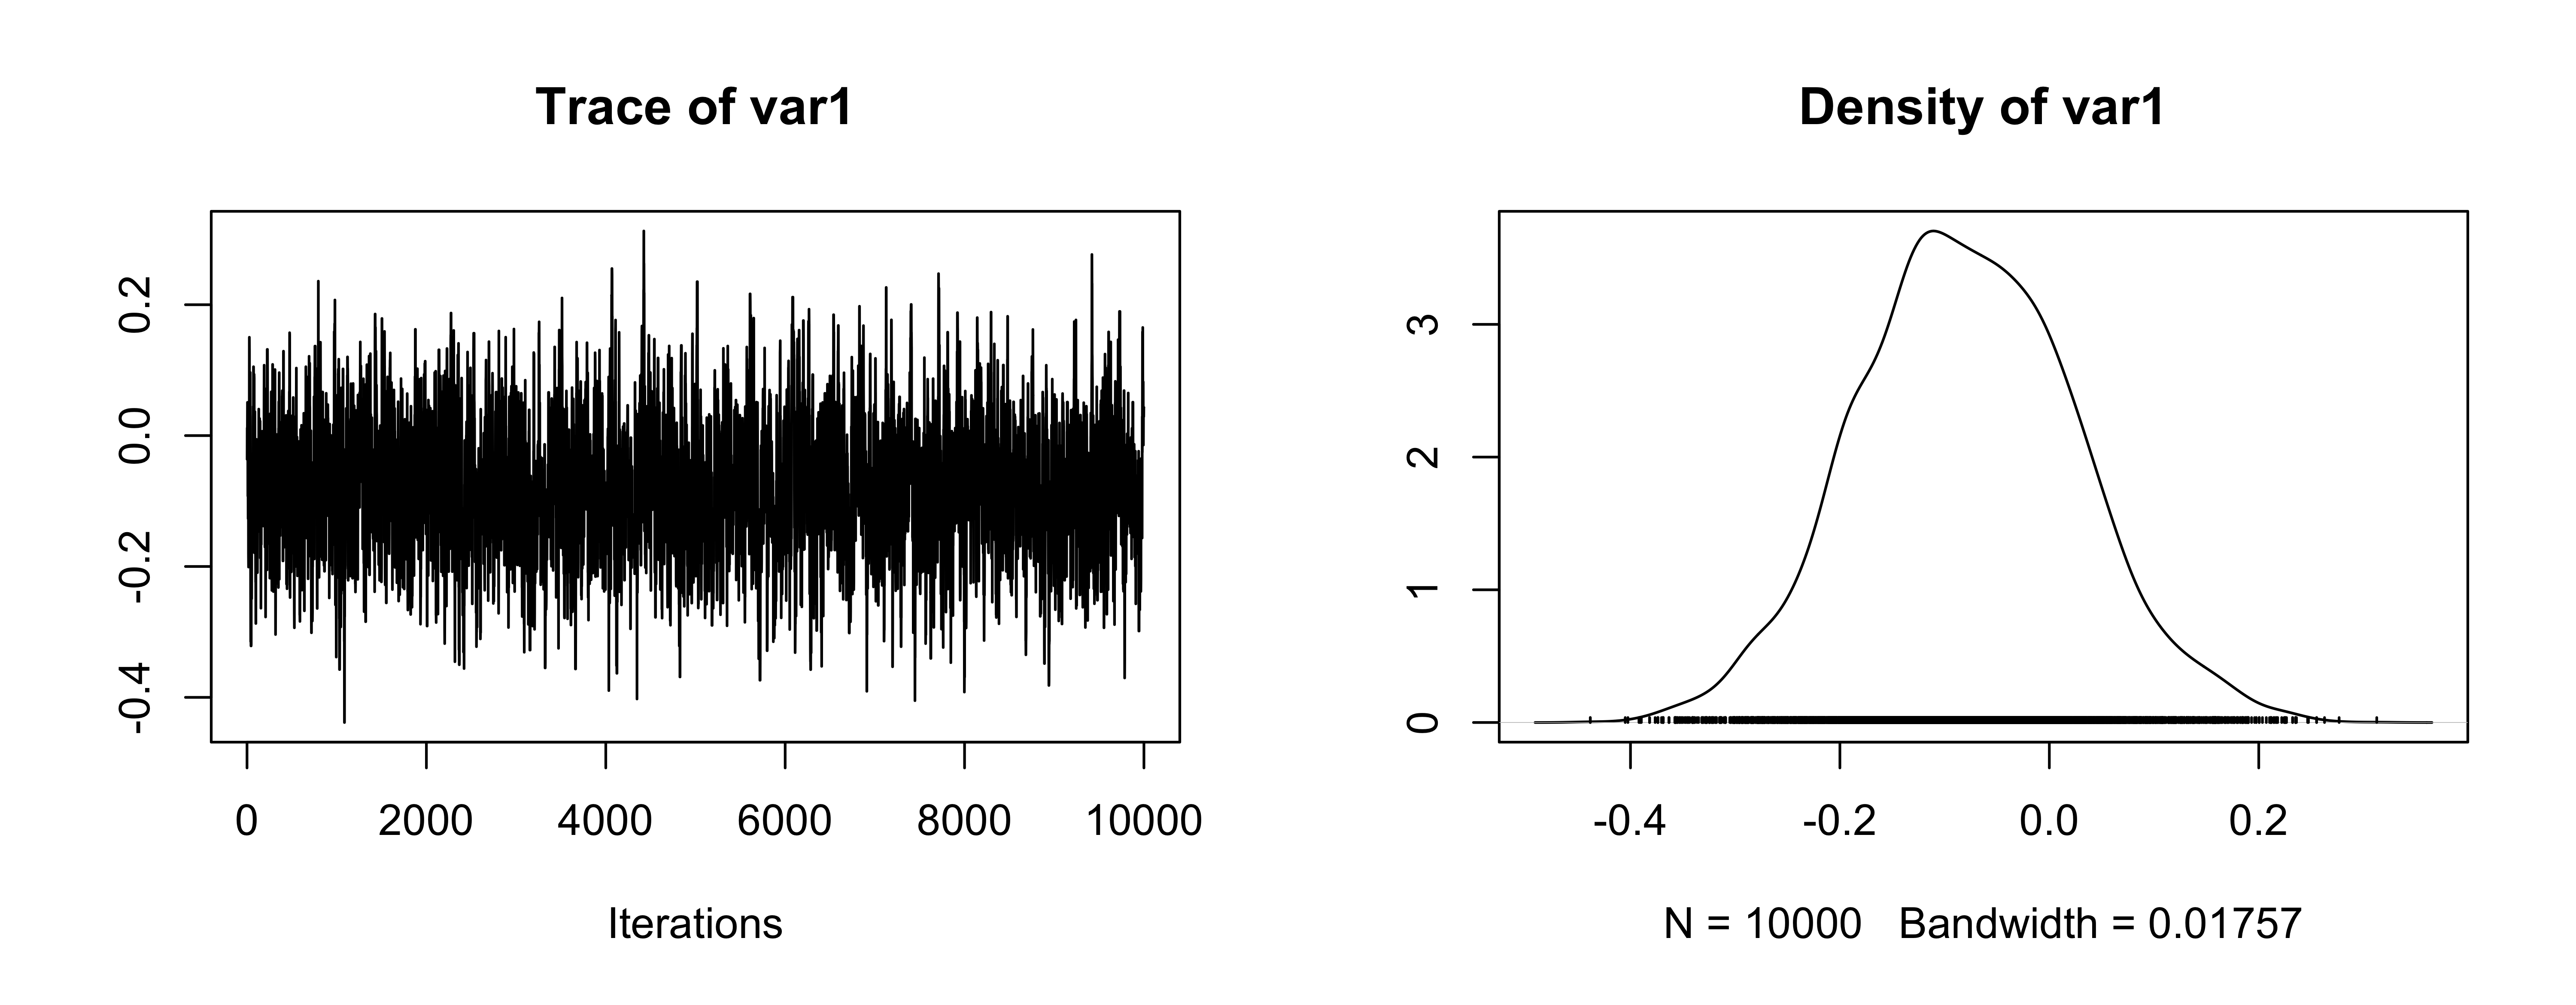 Trace of var1
0.2
0.0
-0.2
-0.4
0 2000 4000 6000 8000 10000
Iterations
Density of var1
3
2
1
0
-0.4 -0.2 0.0 0.2
N = 10000 Bandwidth = 0.01757